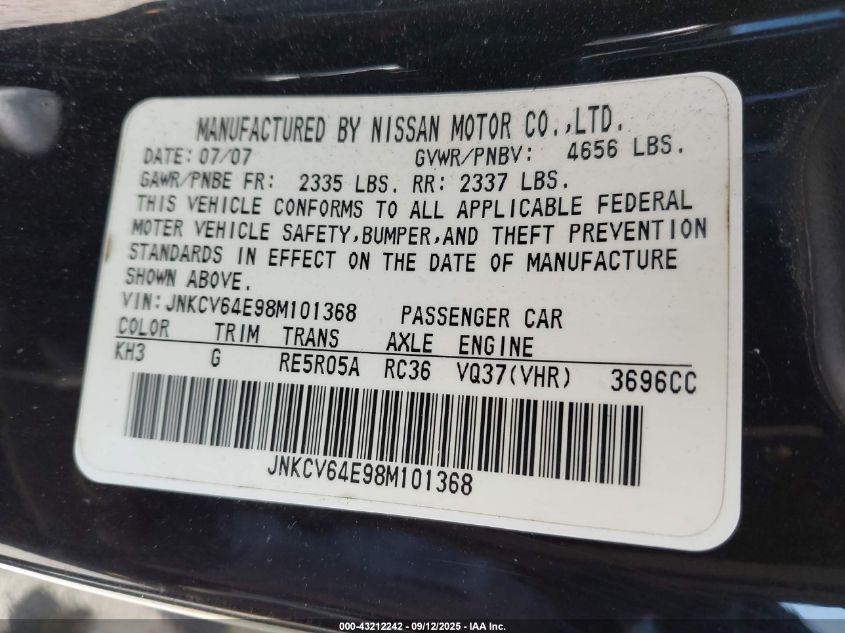 MANUFACTURED BY NISSAN MOTOR CO.,LTD.
DATE: 07/07 GVWR/PNBV: 4656 LBS.
GAWR/PNBE FR: 2335 LBS. RR: 2337 LBS.
THIS VEHICLE CONFORMS TO ALL APPLICABLE FEDERAL
MOTER VEHICLE SAFETY,BUMPER,AND THEFT PREVENTION
STANDARDS IN EFFECT ON THE DATE OF MANUFACTURE
SHOWN ABOVE.
VIN:JNKCV64E98M101368 PASSENGER CAR
COLOR TRIM TRANS AXLE ENGINE
KH3 G RE5R05A RC36 VQ37(VHR) 3696CC
JNKCV64E98M101368
000-43212242 - 09/12/2025 - IAA Inc.